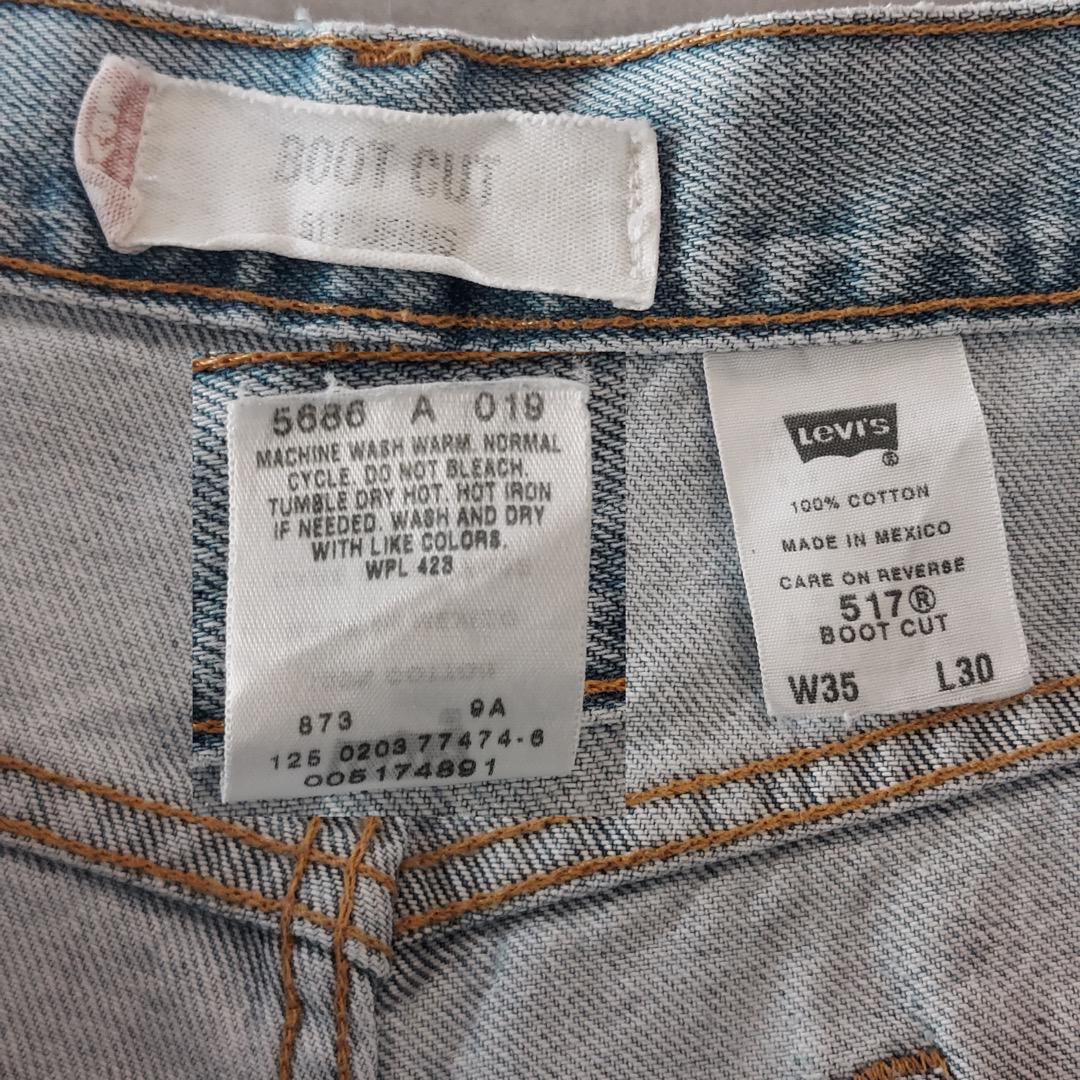 BOOT CUT
5686 A 019
MACHINE WASH WARM. NORMAL
CYCLE. DO NOT BLEACH.
TUMBLE DRY HOT. HOT IRON
IF NEEDED. WASH AND DRY
WITH LIKE COLORS.
WPL 423
873 9A
125 0203 77474-6
005174891
Levi's ®
100% COTTON
MADE IN MEXICO
CARE ON REVERSE
517®
BOOT CUT
W35 L30